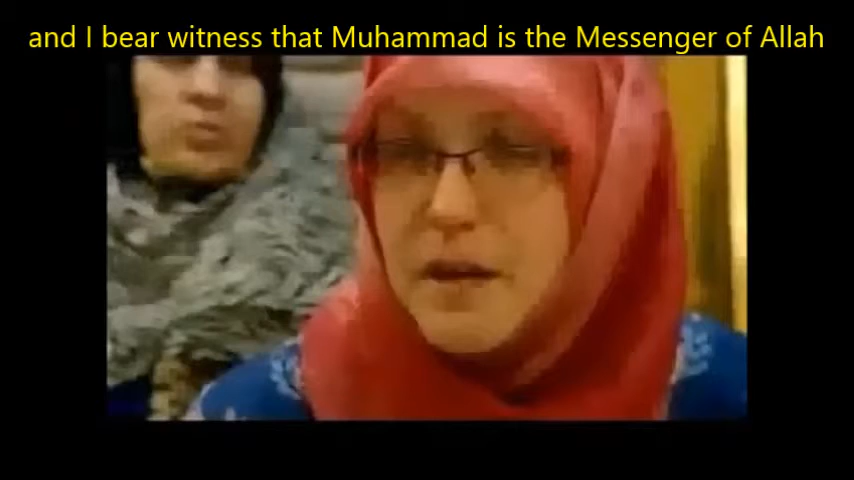 and I bear witness that Muhammad is the Messenger of Allah